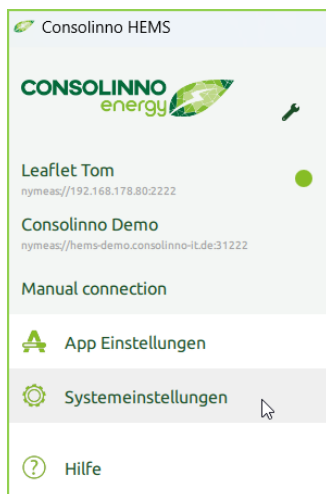 Consolinno HEMS
CONSOLINNO
energy
Leaflet Tom
nymeas://192.168.178.80:2222
Consolinno Demo
nymeas://hems-demo.consolinno-it.de:31222
Manual connection
App Einstellungen
Systemeinstellungen
? Hilfe